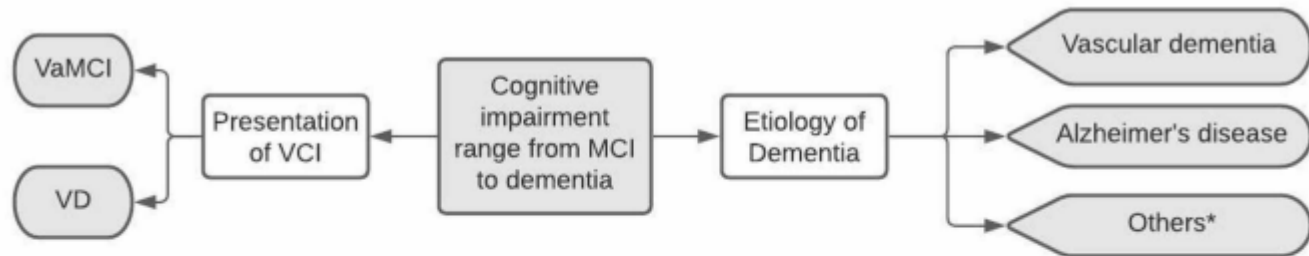 VaMCI
VD
Presentation
of VCI
Cognitive
impairment
range from MCI
to dementia
Etiology of
Dementia
Vascular dementia
Alzheimer's disease
Others*